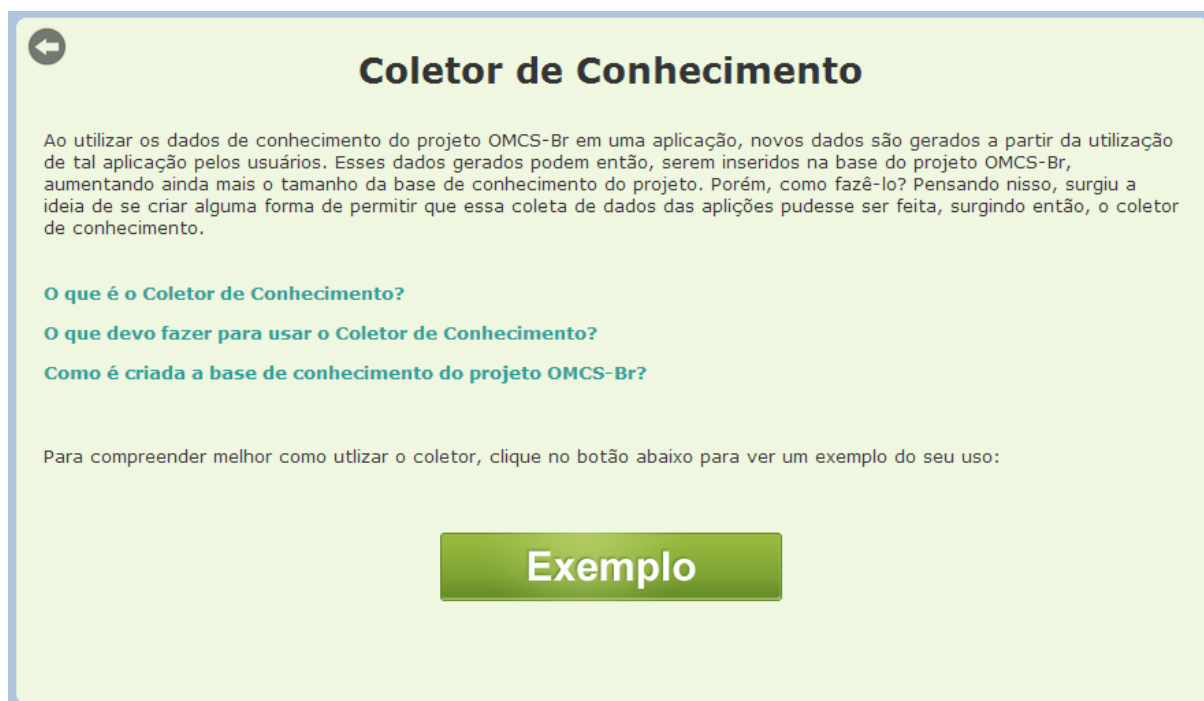 Coletor de Conhecimento
Ao utilizar os dados de conhecimento do projeto OMCS-Br em uma aplicação, novos dados são gerados a partir da utilização
de tal aplicação pelos usuários. Esses dados gerados podem então, serem inseridos na base do projeto OMCS-Br,
aumentando ainda mais o tamanho da base de conhecimento do projeto. Porém, como fazê-lo? Pensando nisso, surgiu a
ideia de se criar alguma forma de permitir que essa coleta de dados das aplições pudesse ser feita, surgindo então, o coletor
de conhecimento.
O que é o Coletor de Conhecimento?
O que devo fazer para usar o Coletor de Conhecimento?
Como é criada a base de conhecimento do projeto OMCS-Br?
Para compreender melhor como utlizar o coletor, clique no botão abaixo para ver um exemplo do seu uso:
Exemplo